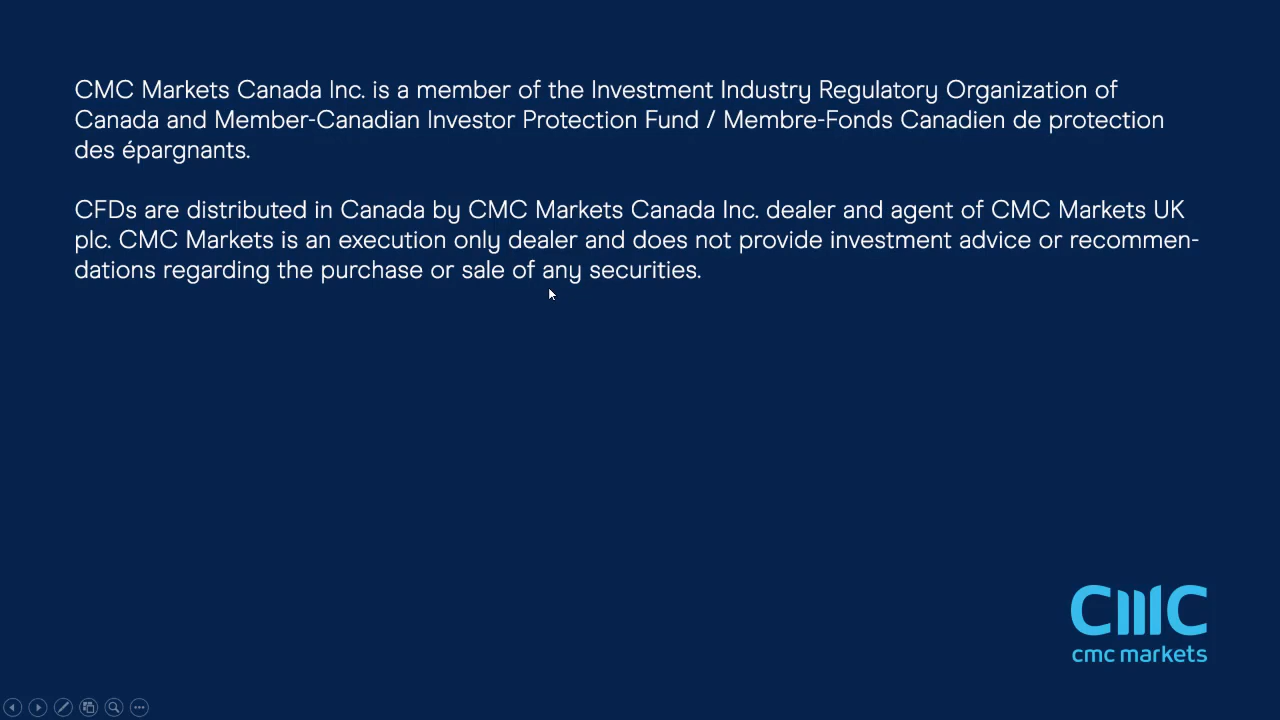 CMC Markets Canada Inc. is a member of the Investment Industry Regulatory Organization of
Canada and Member-Canadian Investor Protection Fund / Membre-Fonds Canadien de protection
des épargnants.
CFDs are distributed in Canada by CMC Markets Canada Inc. dealer and agent of CMC Markets UK
plc. CMC Markets is an execution only dealer and does not provide investment advice or recommen-
dations regarding the purchase or sale of any securities.
CMC
cmc markets